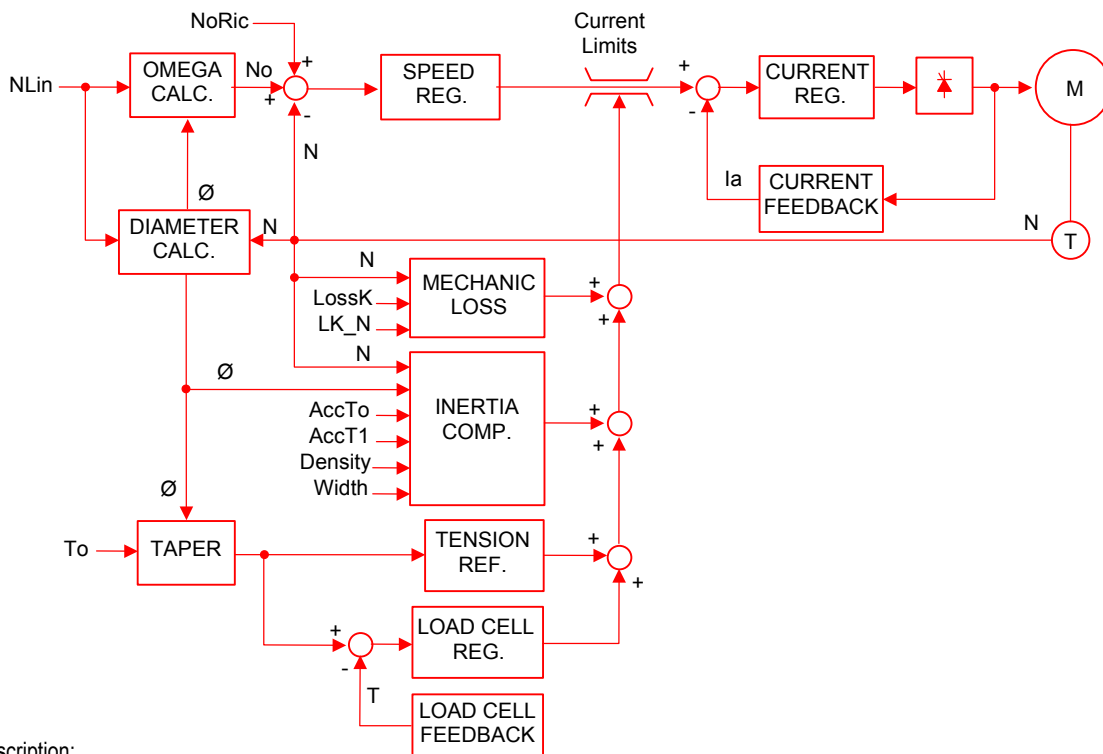 NoRic
Current
Limits
NLin
OMEGA
CALC.
No
+
+
-
SPEED
REG.
+
-
CURRENT
REG.
M
N
Ø
Ia
CURRENT
FEEDBACK
DIAMETER
CALC.
N
N
T
N
LossK
LK_N
MECHANIC
LOSS
+
+
N
Ø
AccTo
AccT1
Density
Width
INERTIA
COMP.
+
+
Ø
To
TAPER
TENSION
REF.
+
+
+
-
LOAD CELL
REG.
T
LOAD CELL
FEEDBACK
scription: